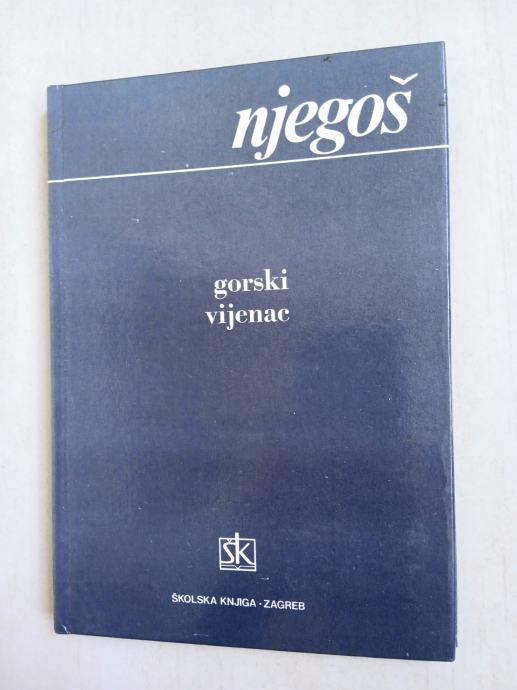 njegoš
gorski
vijenac
ŠK
ŠKOLSKA KNJIGA · ZAGREB